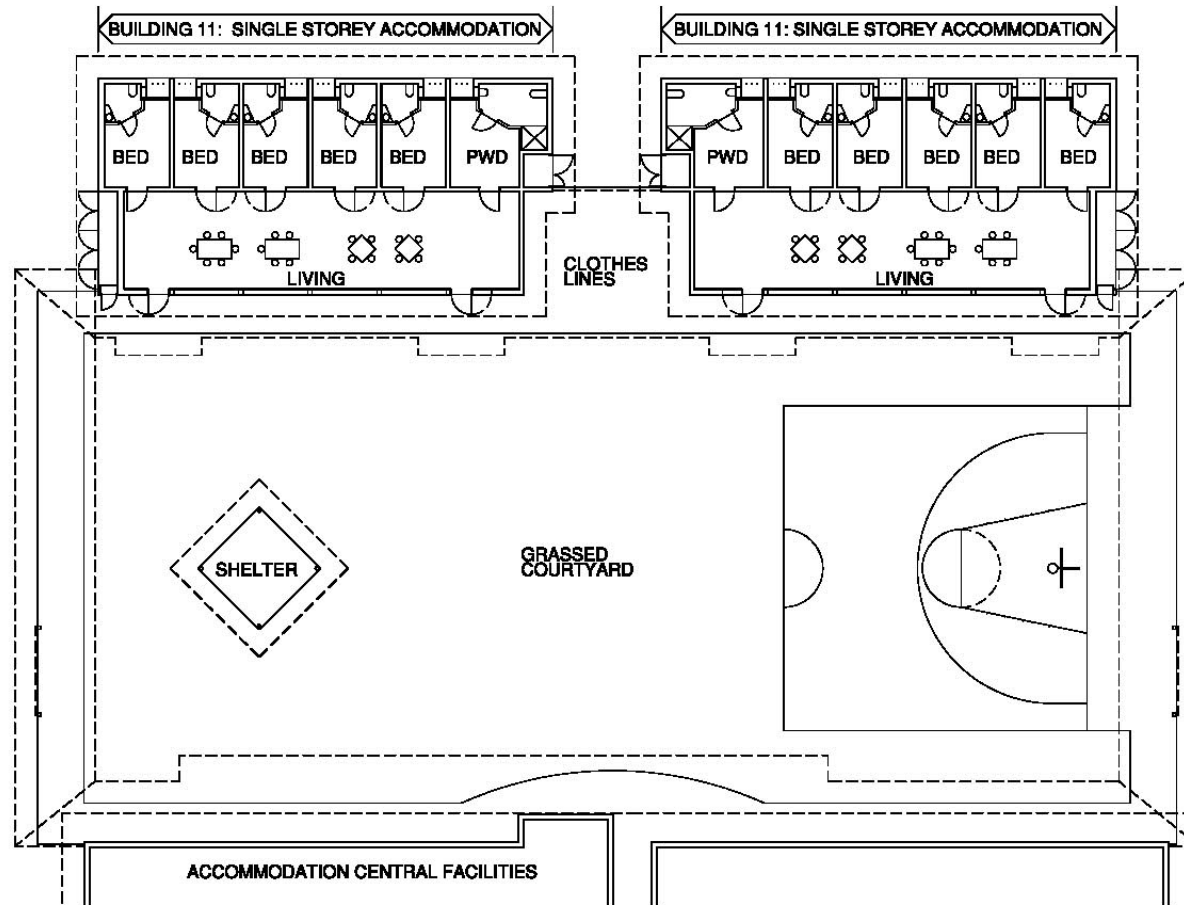 BUILDING 11: SINGLE STOREY ACCOMMODATION
BUILDING 11: SINGLE STOREY ACCOMMODATION
BED BED BED BED BED PWD
PWD BED BED BED BED BED
LIVING
CLOTHES
LINES
LIVING
SHELTER
GRASSED
COURTYARD
ACCOMMODATION CENTRAL FACILITIES